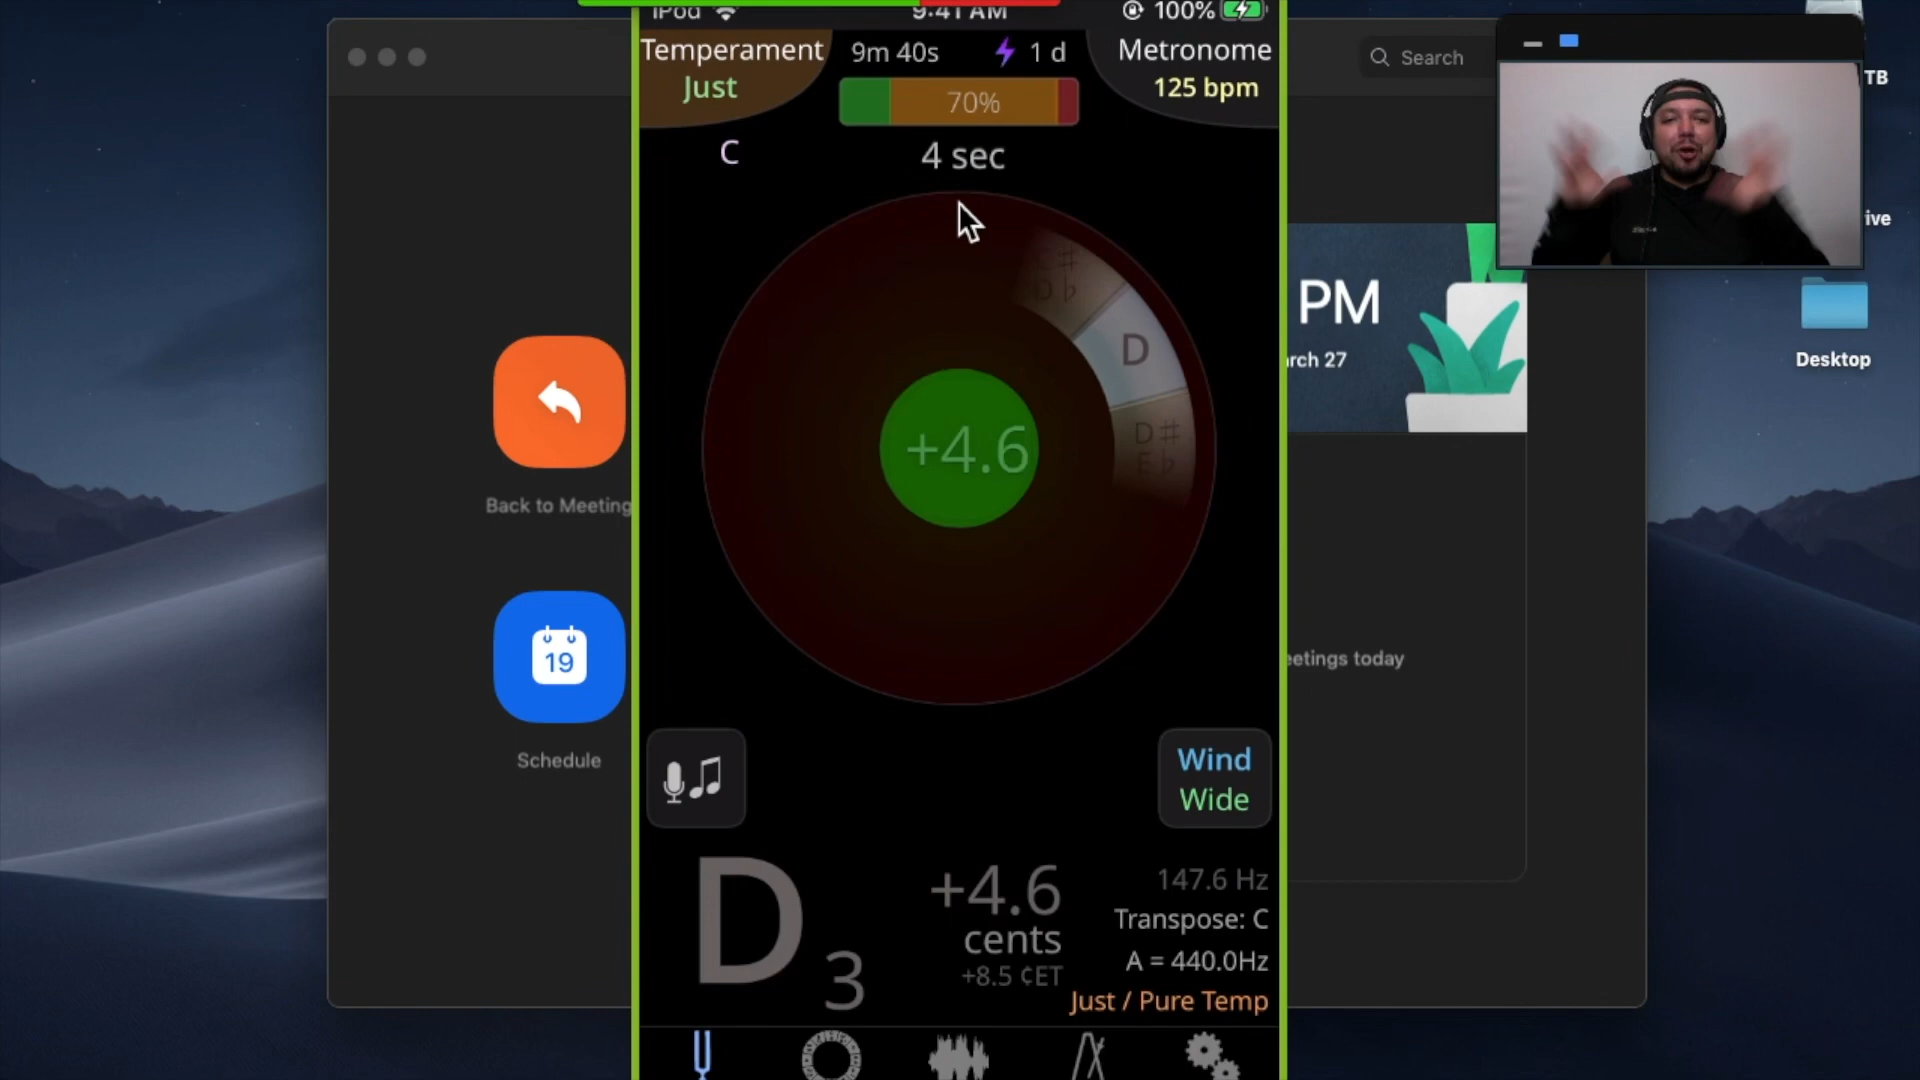 iPod 9:41 AM 100%
Temperament
Just
9m 40s
1 d
Metronome
125 bpm
70%
C
4 sec
D♭
D
D♯
E♭
+4.6
Wind
Wide
D3
+4.6
cents
+8.5 ¢ET
147.6 Hz
Transpose: C
A = 440.0Hz
Just / Pure Temp
Back to Meeting
19
Schedule
Search
PM
rch 27
eetings today
TB
ive
Desktop